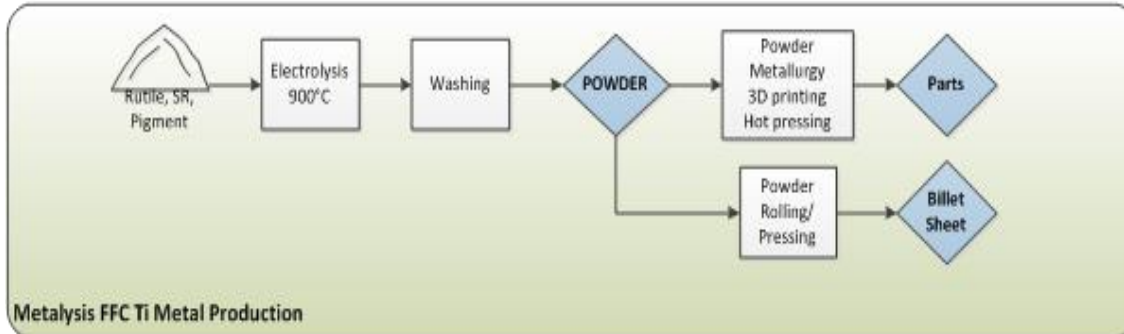 Rutile, SR,
Pigment
Electrolysis
900°C
Washing
POWDER
Powder
Metallurgy
3D printing
Hot pressing
Parts
Powder
Rolling/
Pressing
Billet
Sheet
Metalysis FFC Ti Metal Production